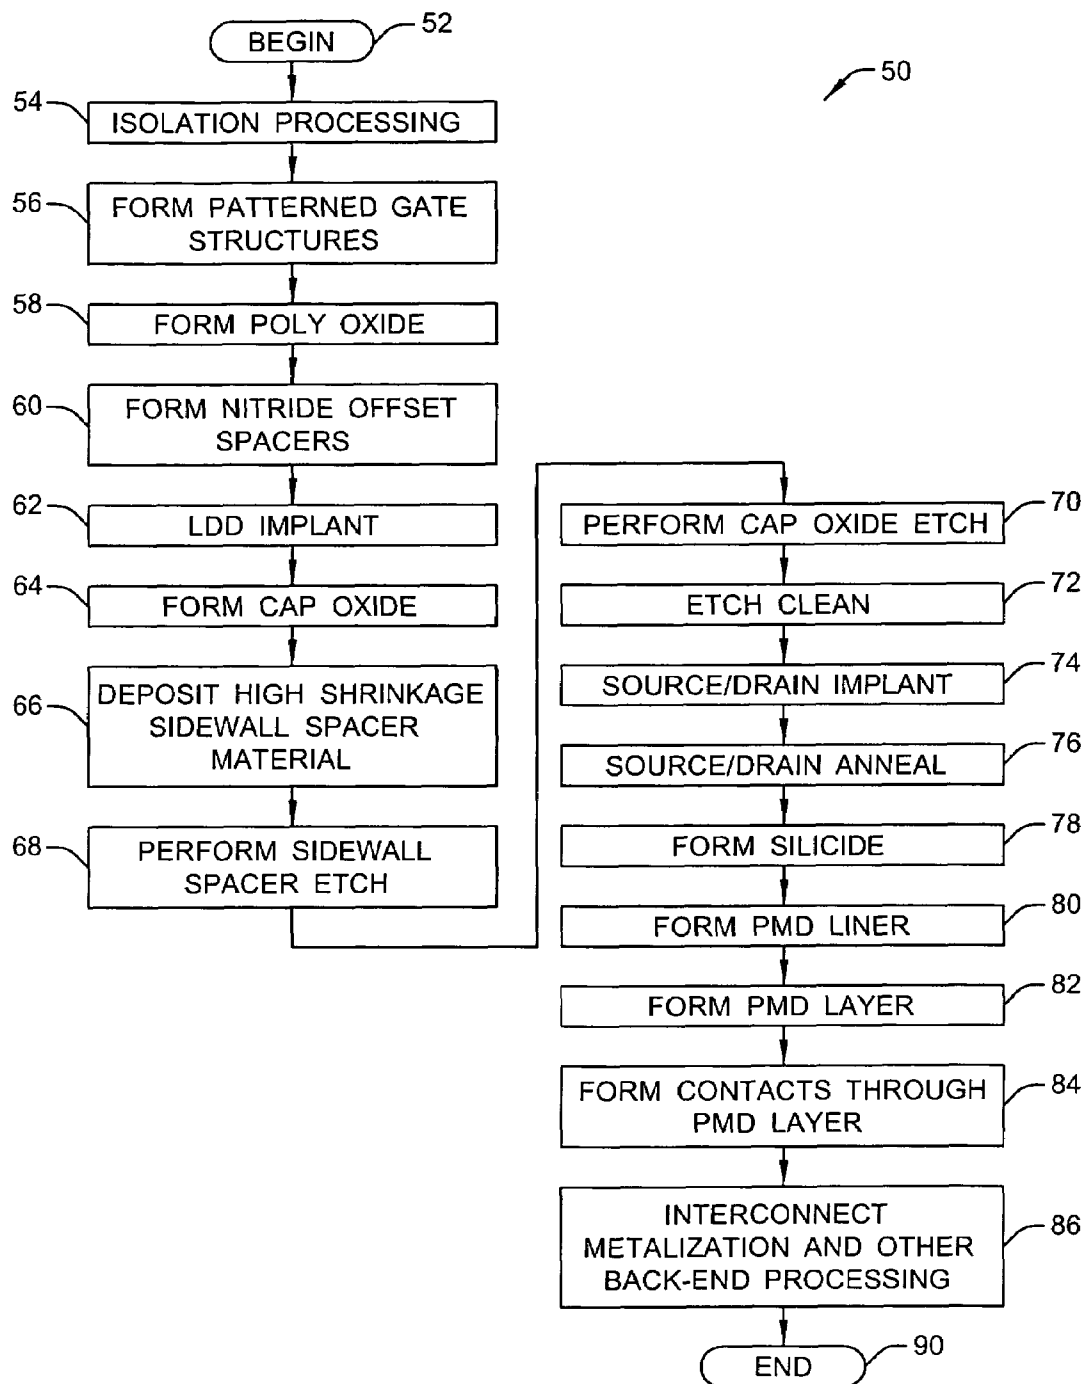 BEGIN
52
50
54
ISOLATION PROCESSING
56
FORM PATTERNED GATE
STRUCTURES
58
FORM POLY OXIDE
60
FORM NITRIDE OFFSET
SPACERS
62
LDD IMPLANT
64
FORM CAP OXIDE
66
DEPOSIT HIGH SHRINKAGE
SIDEWALL SPACER
MATERIAL
68
PERFORM SIDEWALL
SPACER ETCH
PERFORM CAP OXIDE ETCH
70
ETCH CLEAN
72
SOURCE/DRAIN IMPLANT
74
SOURCE/DRAIN ANNEAL
76
FORM SILICIDE
78
FORM PMD LINER
80
FORM PMD LAYER
82
FORM CONTACTS THROUGH
PMD LAYER
84
INTERCONNECT
METALIZATION AND OTHER
BACK-END PROCESSING
86
END
90